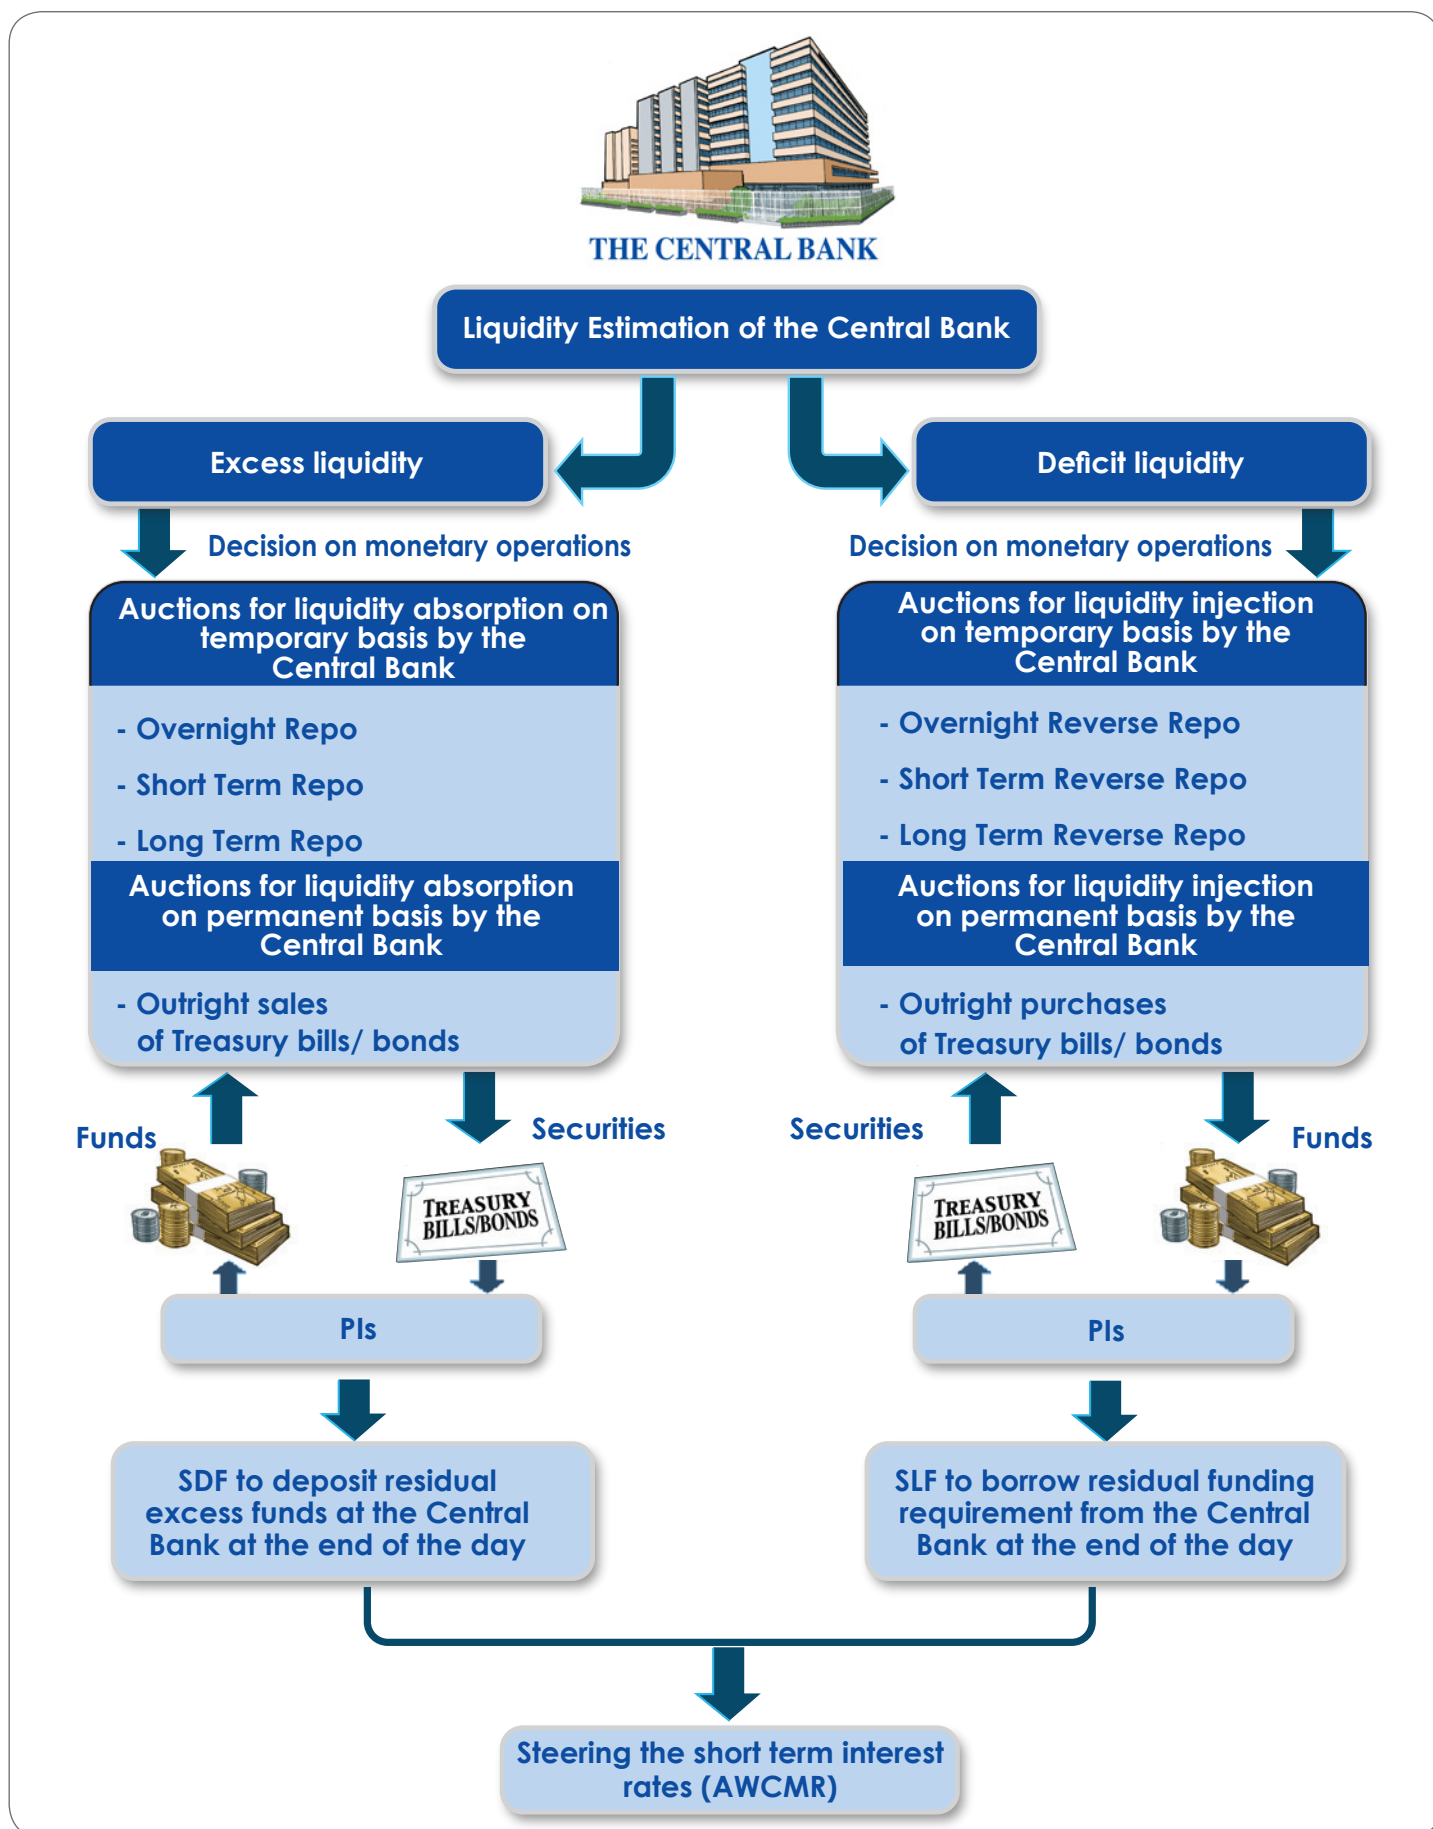 THE CENTRAL BANK
Liquidity Estimation of the Central Bank
Excess liquidity
Deficit liquidity
Decision on monetary operations
Decision on monetary operations
Auctions for liquidity absorption on
temporary basis by the
Central Bank
- Overnight Repo
- Short Term Repo
- Long Term Repo
Auctions for liquidity absorption
on permanent basis by the
Central Bank
- Outright sales
of Treasury bills/ bonds
Auctions for liquidity injection
on temporary basis by the
Central Bank
- Overnight Reverse Repo
- Short Term Reverse Repo
- Long Term Reverse Repo
Auctions for liquidity injection
on permanent basis by the
Central Bank
- Outright purchases
of Treasury bills/ bonds
Funds
Securities
TREASURY
BILLS/BONDS
Securities
Funds
TREASURY
BILLS/BONDS
PIs
PIs
SDF to deposit residual
excess funds at the Central
Bank at the end of the day
SLF to borrow residual funding
requirement from the Central
Bank at the end of the day
Steering the short term interest
rates (AWCMR)